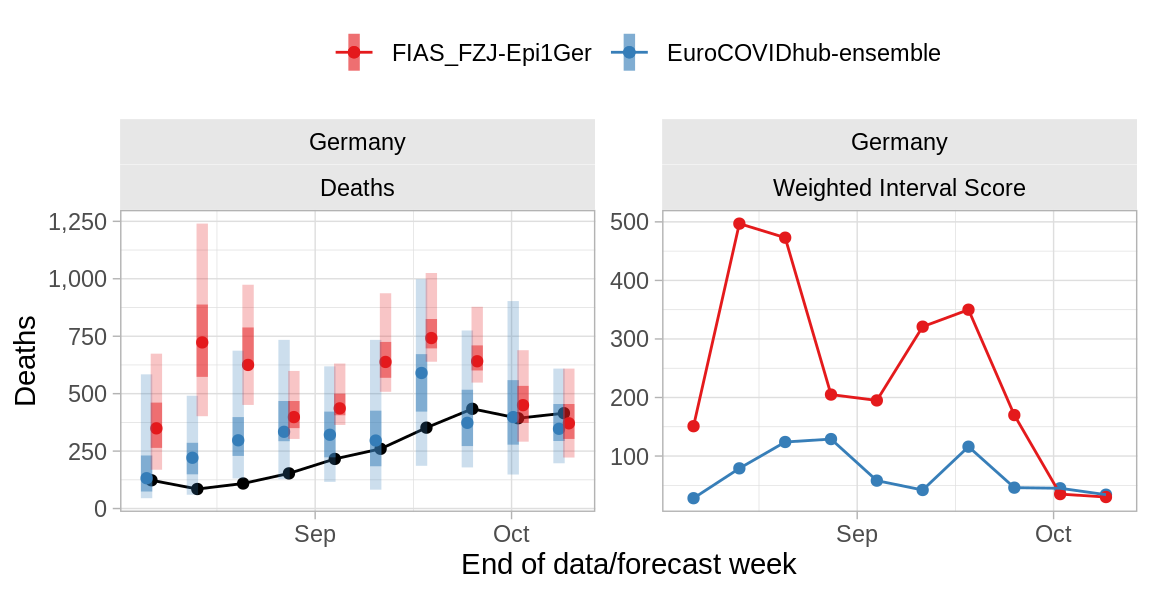 FIAS_FZJ-Epi1Ger EuroCOVIDhub-ensemble
Germany
Deaths
Germany
Weighted Interval Score
Deaths
1,250
1,000
750
500
250
0
500
400
300
200
100
Sep Oct
Sep Oct
End of data/forecast week